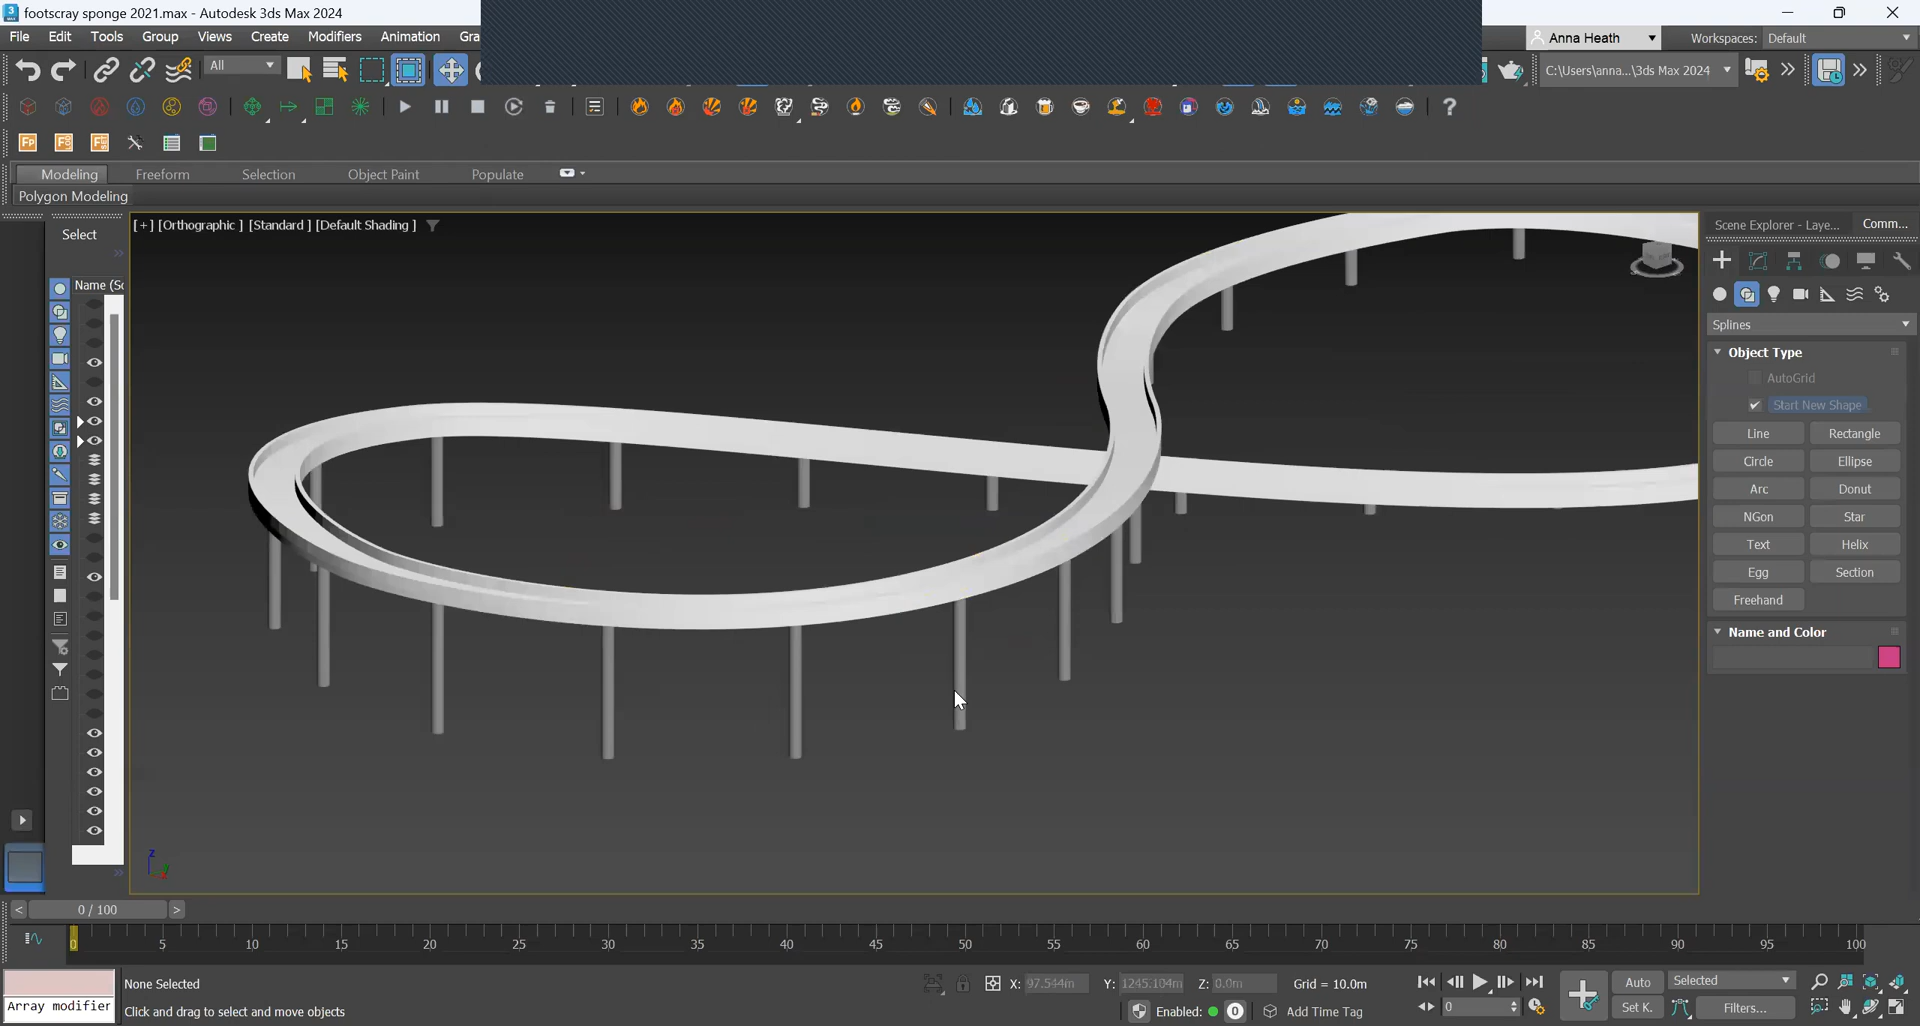 footscray sponge 2021.max - Autodesk 3ds Max 2024
File Edit Tools Group Views Create Modifiers Animation Gra
Anna Heath Workspaces: Default
All C:\Users\anna...\3ds Max 2024
Modeling Freeform Selection Object Paint Populate
Polygon Modeling
[+] [Orthographic ] [Standard ] [Default Shading ]
Scene Explorer - Laye... Comm...
Select
Name (Sc
Splines
Object Type
AutoGrid
Start New Shape
Line Rectangle
Circle Ellipse
Arc Donut
NGon Star
Text Helix
Egg Section
Freehand
Name and Color
z
0 / 100
0 5 10 15 20 25 30 35 40 45 50 55 60 65 70 75 80 85 90 95 100
None Selected X: 97.544m Y: 1245.104m Z: 0.0m Grid = 10.0m Auto Selected
Array modifier Click and drag to select and move objects Enabled: 0 Add Time Tag 0 Set K. Filters...